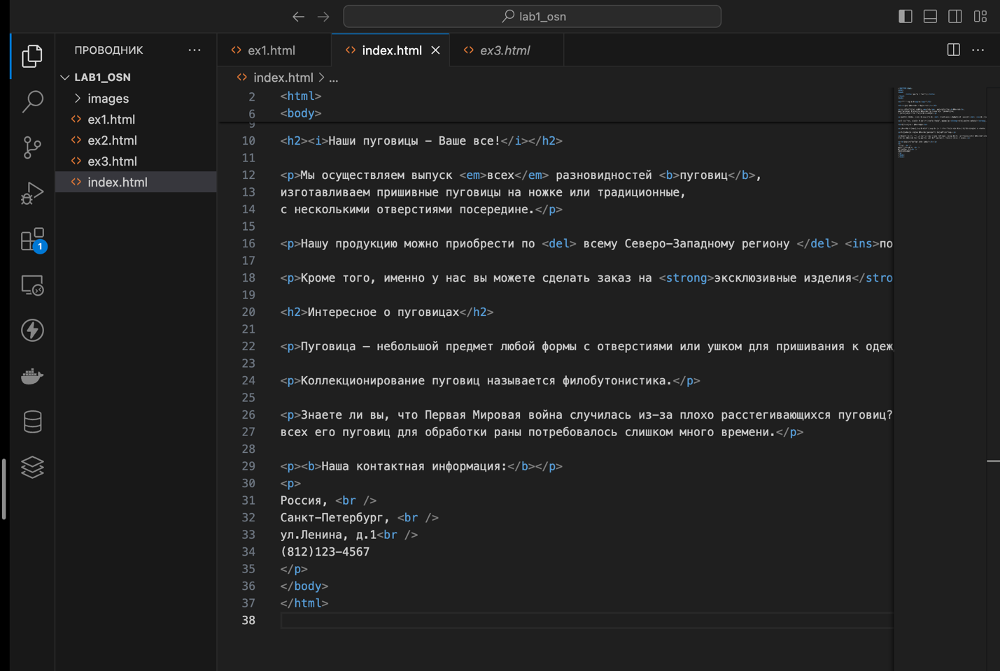 lab1_osn
ПРОВОДНИК
LAB1_OSN
images
ex1.html
ex2.html
ex3.html
index.html
1
ex1.html
index.html
ex3.html
index.html > ...
2 <html>
6 <body>
9
10 <h2><i>Наши пуговицы - Ваше все!</i></h2>
11
12 <p>Мы осуществляем выпуск <em>всех</em> разновидностей <b>пуговиц</b>,
13 изготавливаем пришивные пуговицы на ножке или традиционные,
14 с несколькими отверстиями посередине.</p>
15
16 <p>Нашу продукцию можно приобрести по <del> всему Северо-Западному региону </del> <ins>по
17
18 <p>Кроме того, именно у нас вы можете сделать заказ на <strong>эксклюзивные изделия</stro
19
20 <h2>Интересное о пуговицах</h2>
21
22 <p>Пуговица – небольшой предмет любой формы с отверстиями или ушком для пришивания к одеж
23
24 <p>Коллекционирование пуговиц называется филобутонистика.</p>
25
26 <p>Знаете ли вы, что Первая Мировая война случилась из-за плохо расстегивающихся пуговиц?
27 всех его пуговиц для обработки раны потребовалось слишком много времени.</p>
28
29 <p><b>Наша контактная информация:</b></p>
30 <p>
31 Россия, <br />
32 Санкт-Петербург, <br />
33 ул.Ленина, д.1<br />
34 (812)123-4567
35 </p>
36 </body>
37 </html>
38